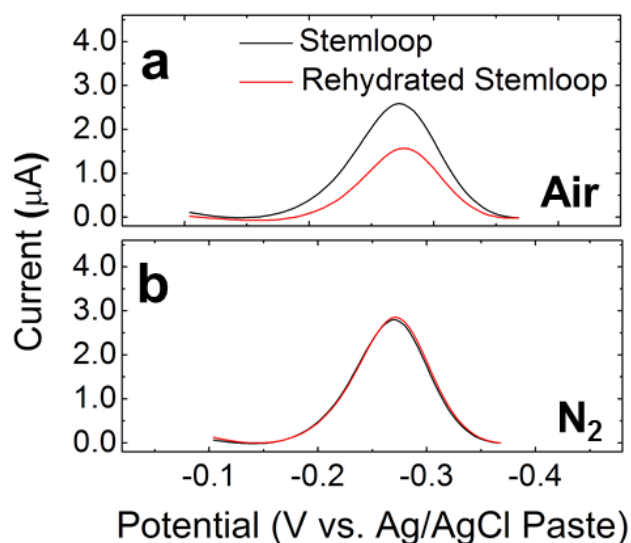 a
Stemloop
Rehydrated Stemloop
4.0
3.0
2.0
1.0
0.0
Air
b
4.0
3.0
2.0
1.0
0.0
N₂
Current (μA)
-0.1 -0.2 -0.3 -0.4
Potential (V vs. Ag/AgCl Paste)